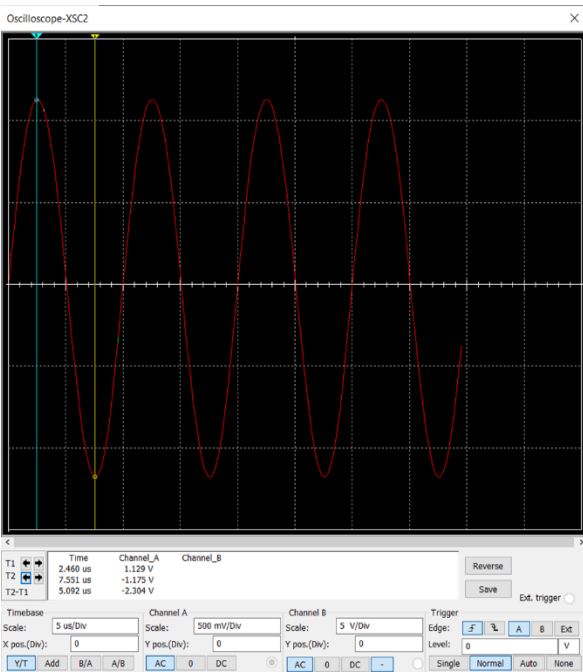 Oscilloscope-XSC2
Time Channel_A Channel_B
T1 2.460 us 1.129 V
T2 7.551 us -1.175 V
T2-T1 5.092 us -2.304 V
Reverse
Save
Ext. trigger
Timebase
Scale: 5 us/Div
X pos.(Div): 0
Y/T Add B/A A/B
Channel A
Scale: 500 mV/Div
Y pos.(Div): 0
AC 0 DC
Channel B
Scale: 5 V/Div
Y pos.(Div): 0
AC 0 DC -
Trigger
Edge: A B Ext
Level: 0 V
Single Normal Auto None